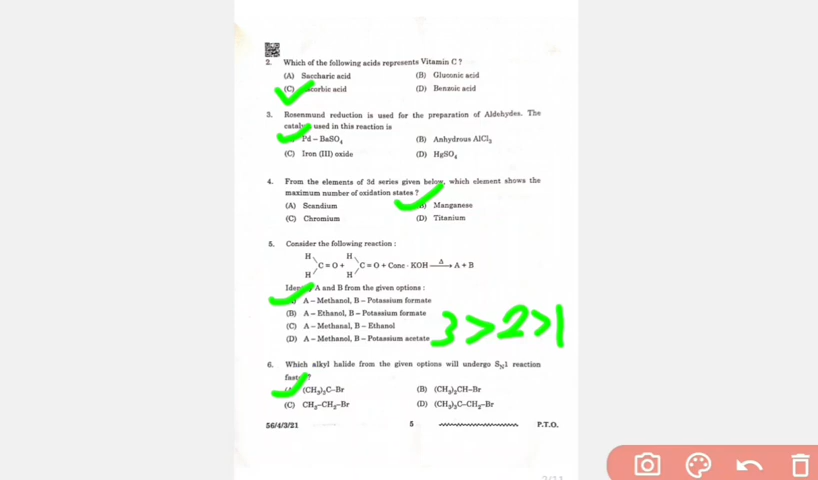 2. Which of the following acids represents Vitamin C ?
(A) Saccharic acid (B) Gluconic acid
(C) corbic acid (D) Benzoic acid
3. Rosenmund reduction is used for the preparation of Aldehydes. The
used in this reaction is
Pd – BaSO₄ (B) Anhydrous AlCl₃
(C) Iron (III) oxide (D) HgSO₄
4. From the elements of 3d series given below, which element shows the
maximum number of oxidation states ?
(A) Scandium (B) Manganese
(C) Chromium (D) Titanium
5. Consider the following reaction :
H H
C = O + C = O + Conc · KOH Δ→ A + B
H H
A and B from the given options :
A – Methanol, B – Potassium formate
(B) A – Ethanol, B – Potassium formate
(C) A – Methanal, B – Ethanol
(D) A – Methanol, B – Potassium acetate
3>2>1
6. Which alkyl halide from the given options will undergo SN1 reaction
faster ?
(A) (CH₃)₃C–Br (B) (CH₃)₂CH–Br
(C) CH₃–CH₂–Br (D) (CH₃)₃C–CH₂–Br
56/4/3/21 5 P.T.O.